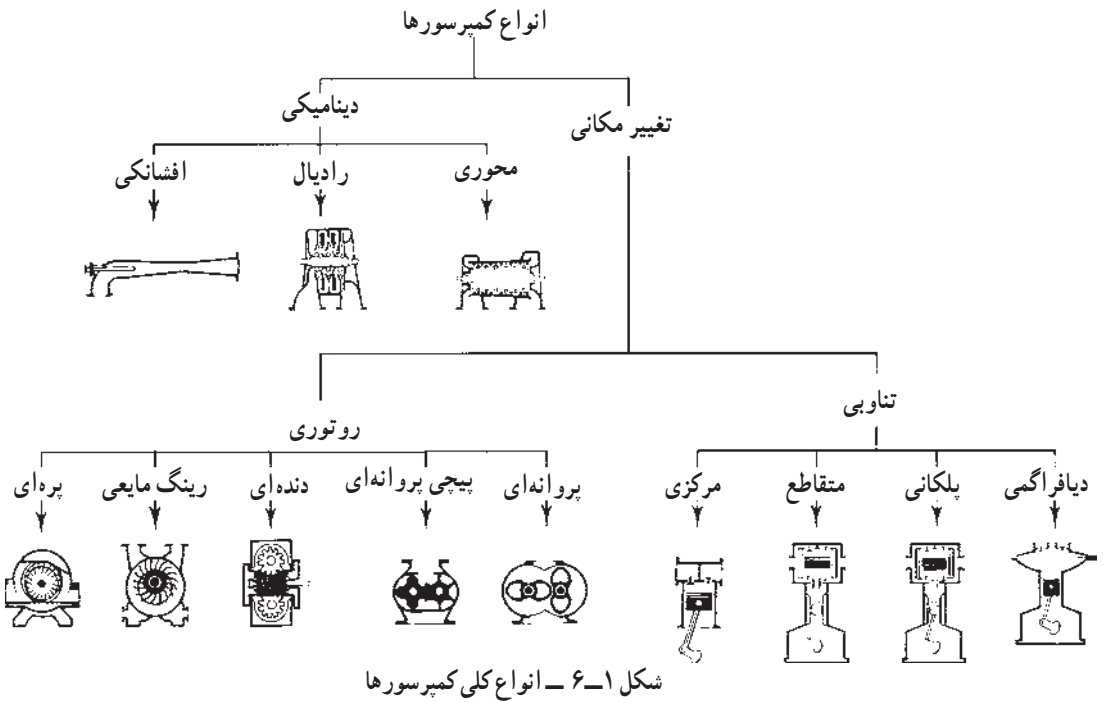 انواع کمپرسورها
دینامیکی
تغییر مکانی
محوری
رادیال
افشانکی
تناوبی
روتوری
دیافراگمی
پلکانی
متقاطع
مرکزی
پروانه‌ای
پیچی پروانه‌ای
دنده‌ای
رینگ مایعی
پره‌ای
شکل ۱ــ۶ ــ انواع کلی کمپرسورها